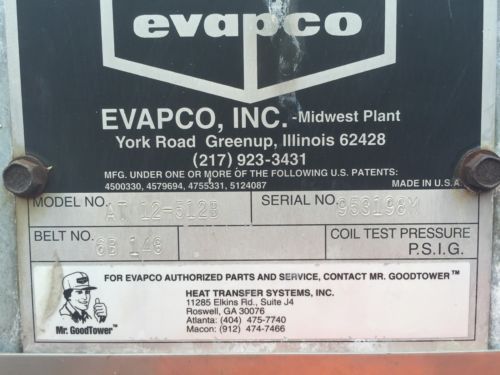 evapco
EVAPCO, INC. -Midwest Plant
York Road Greenup, Illinois 62428
(217) 923-3431
MFG. UNDER ONE OR MORE OF THE FOLLOWING U.S. PATENTS:
4500330, 4579694, 4755331, 5124087 MADE IN U.S.A.
MODEL NO. AT 12-512B SERIAL NO. 953198M
BELT NO. 6B 148 COIL TEST PRESSURE
P.S.I.G.
FOR EVAPCO AUTHORIZED PARTS AND SERVICE, CONTACT MR. GOODTOWER™
HEAT TRANSFER SYSTEMS, INC.
11285 Elkins Rd., Suite J4
Roswell, GA 30076
Atlanta: (404) 475-7740
Macon: (912) 474-7466
Mr. GoodTower™